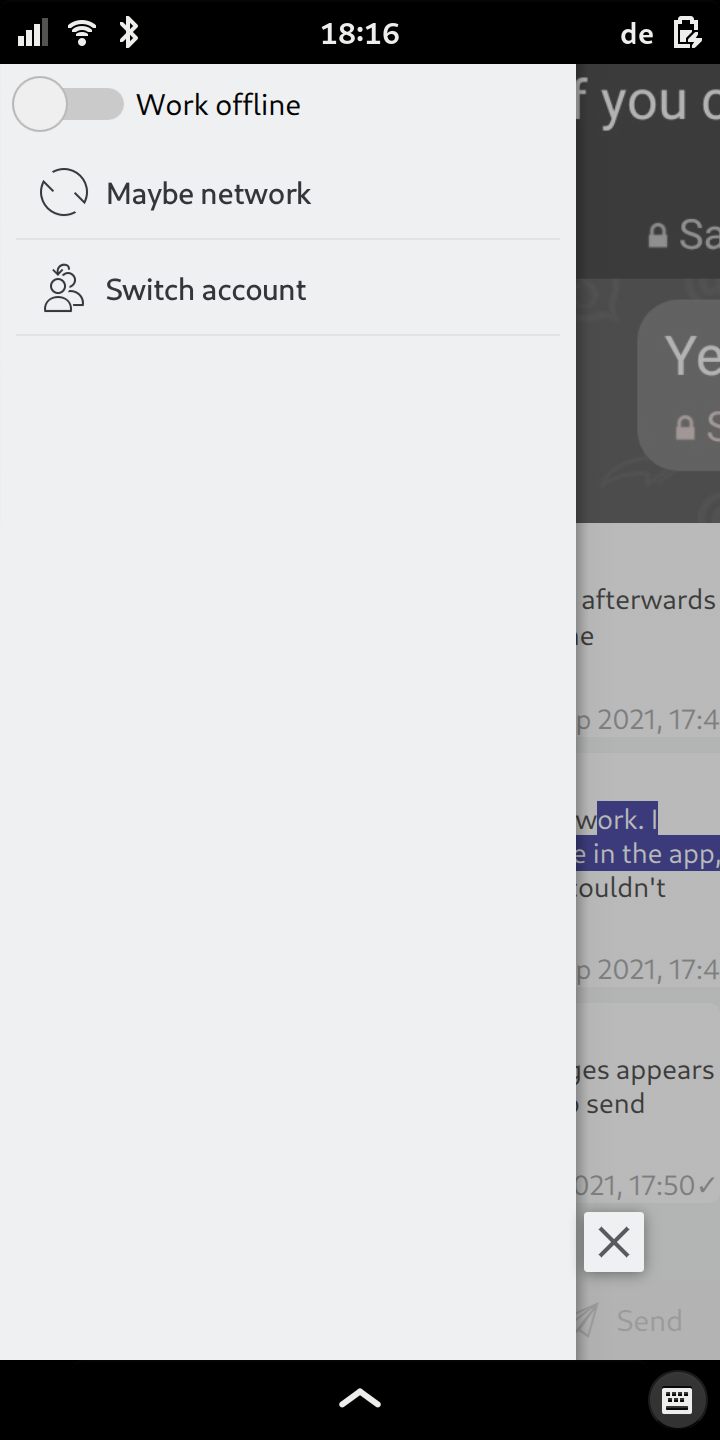 18:16 de
Work offline
Maybe network
Switch account
f you c
Sa
Ye
S
afterwards
ne
p 2021, 17:4
work. I
e in the app,
couldn't
p 2021, 17:4
ges appears
o send
021, 17:50✓
Send